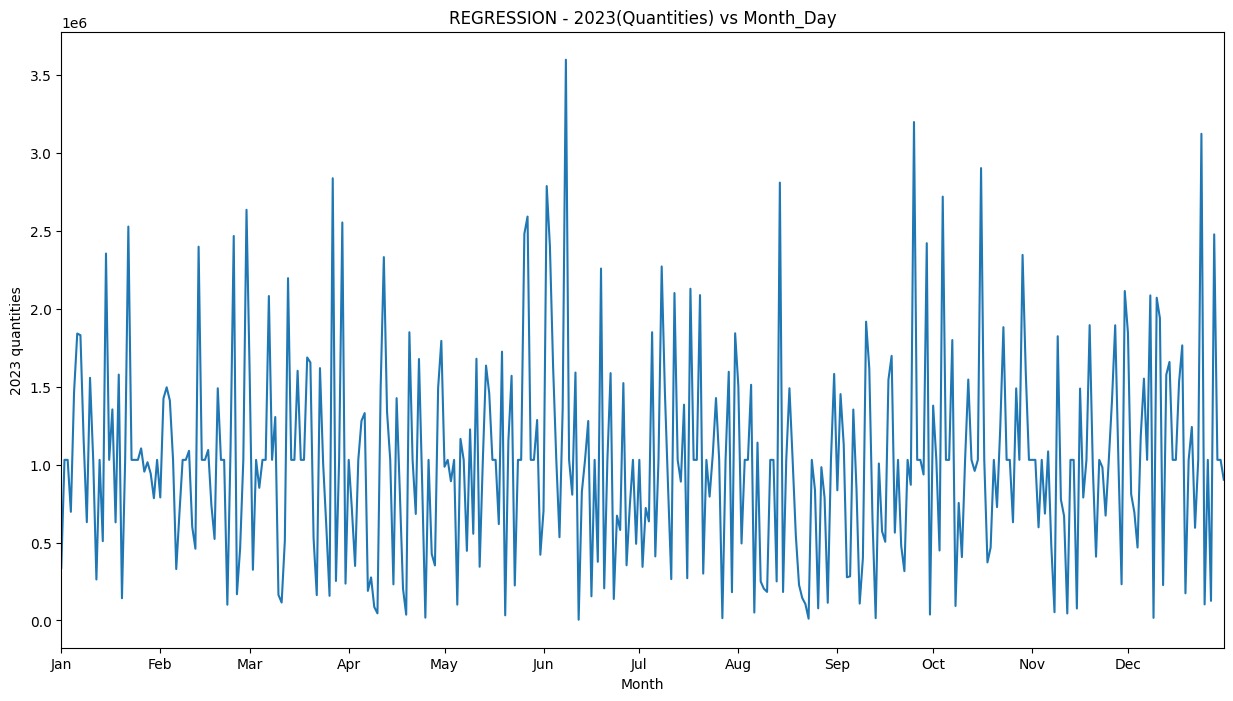 REGRESSION - 2023(Quantities) vs Month_Day
1e6
3.5
3.0
2.5
2.0
1.5
1.0
0.5
0.0
2023 quantities
Jan Feb Mar Apr May Jun Jul Aug Sep Oct Nov Dec
Month